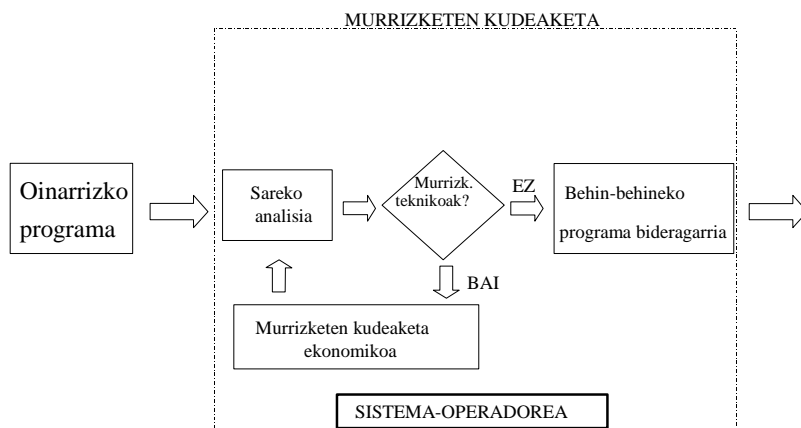 MURRIZKETEN KUDEAKETA
Oinarrizko
programa
Sareko
analisia
Murrizk.
teknikoak?
EZ
Behin-behineko
programa bideragarria
BAI
Murrizketen kudeaketa
ekonomikoa
SISTEMA-OPERADOREA